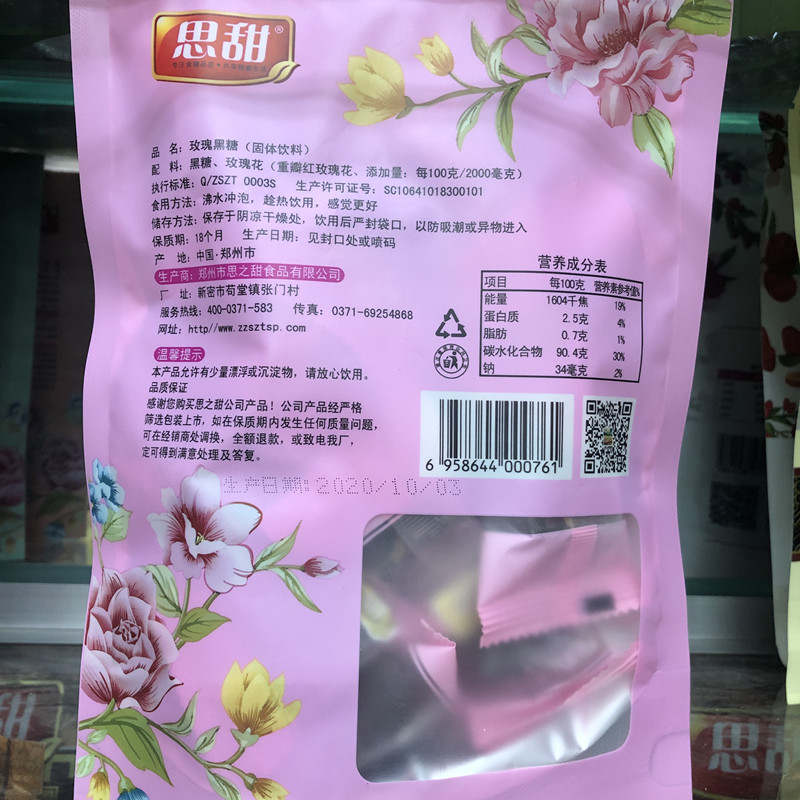 思甜®
品 名：玫瑰黑糖（固体饮料）
配 料：黑糖、玫瑰花（重瓣红玫瑰花、添加量：每100克/2000毫克）
执行标准：Q/ZSZT 0003S 生产许可证号：SC10641018300101
食用方法：沸水冲泡，趁热饮用，感觉更好
储存方法：保存于阴凉干燥处，饮用后严封袋口，以防吸潮或异物进入
保质期：18个月 生产日期：见封口处或喷码
产 地：中国·郑州市
生产商：郑州市思之甜食品有限公司
厂 址：新密市苟堂镇张门村
服务热线：400-0371-583 传真：0371-69254868
网址：http//www.zzsztsp.com
温馨提示
本产品允许有少量漂浮或沉淀物，请放心饮用。
品质保证
感谢您购买思之甜公司产品！公司产品经严格
筛选包装上市，如在保质期内发生任何质量问题，
可在经销商处调换，全额退款，或致电我厂，
定可得到满意处理及答复。
营养成分表
项目 每100克 营养素参考值%
能量 1604千焦 19%
蛋白质 2.5克 4%
脂肪 0.7克 1%
碳水化合物 90.4克 30%
钠 34毫克 2%
6 958644 000761
生产日期：2020/10/03
甜
思甜